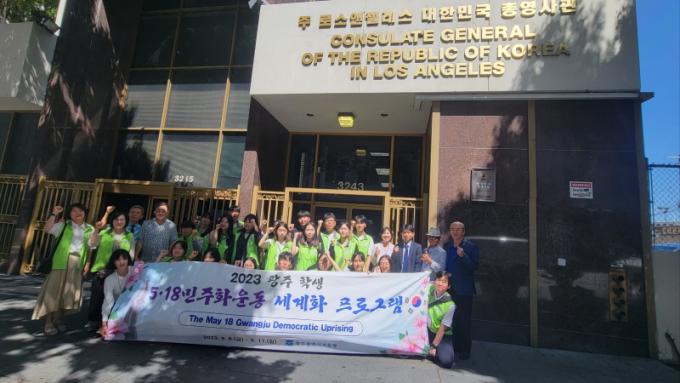 주 로스앤젤레스 대한민국 총영사관
CONSULATE GENERAL
OF THE REPUBLIC OF KOREA
IN LOS ANGELES
3215
3243
WARNING
2023 광주 학생
5·18민주화운동 세계화 프로그램
The May 18 Gwangju Democratic Uprising